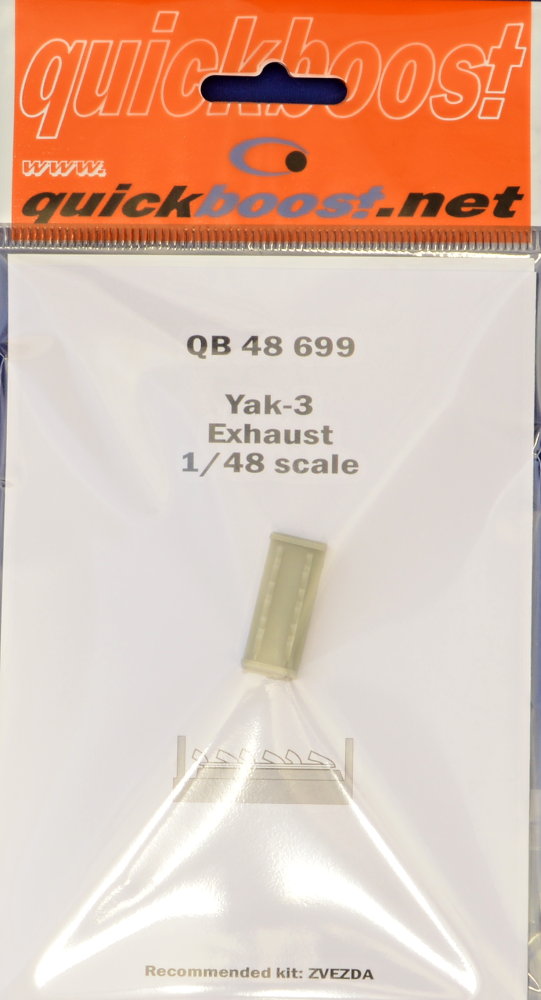 quickboost
www.
quickboost.net
QB 48 699
Yak-3
Exhaust
1/48 scale
Recommended kit: ZVEZDA